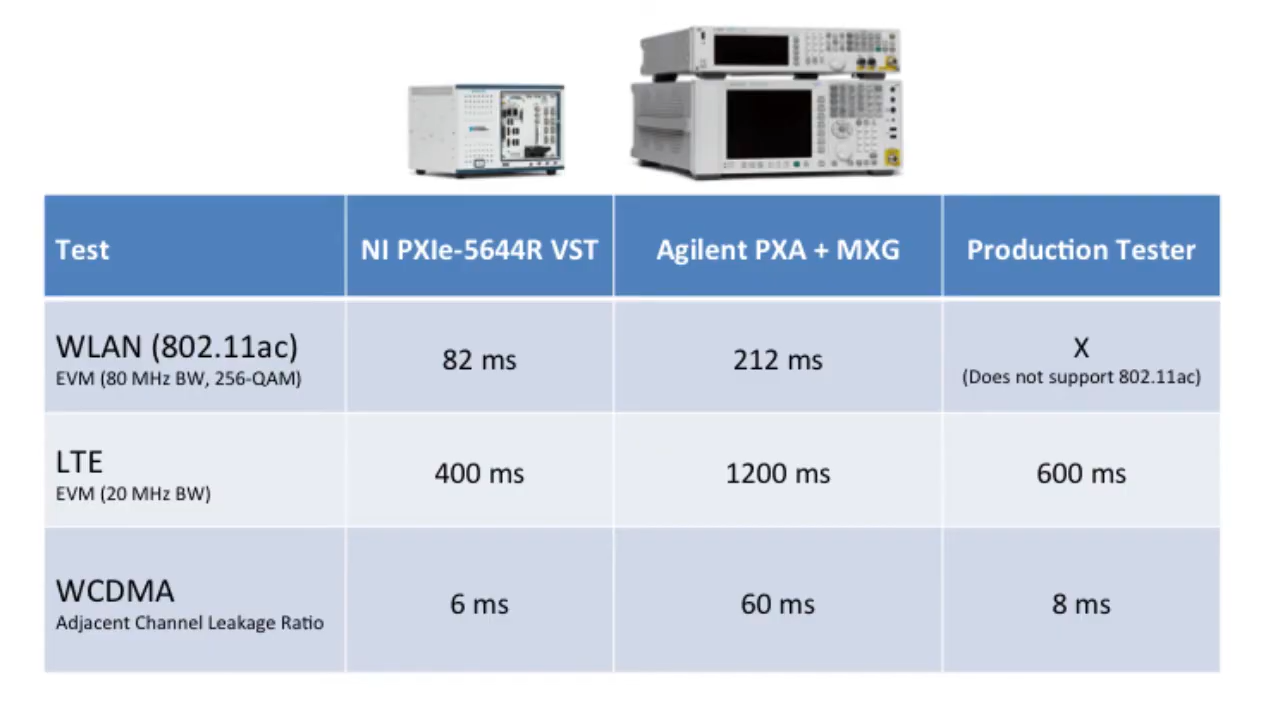 Test
NI PXIe-5644R VST
Agilent PXA + MXG
Production Tester
WLAN (802.11ac)
EVM (80 MHz BW, 256-QAM)
82 ms
212 ms
X
(Does not support 802.11ac)
LTE
EVM (20 MHz BW)
400 ms
1200 ms
600 ms
WCDMA
Adjacent Channel Leakage Ratio
6 ms
60 ms
8 ms